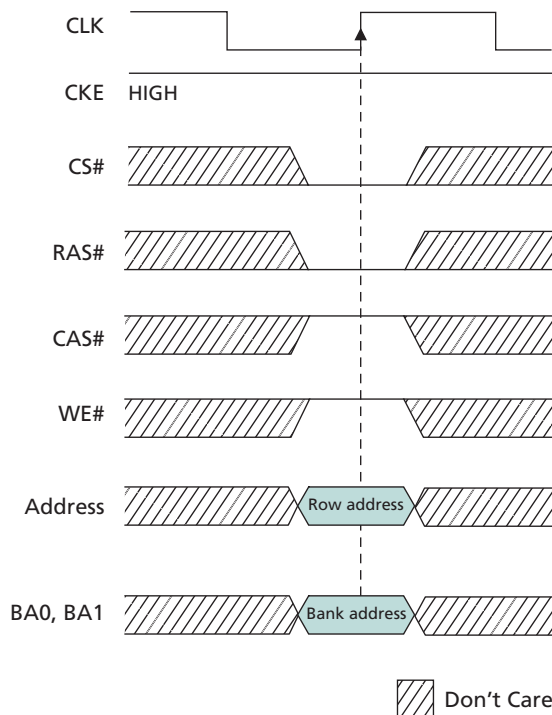 CLK
CKE HIGH
CS#
RAS#
CAS#
WE#
Address Row address
BA0, BA1 Bank address
Don't Care